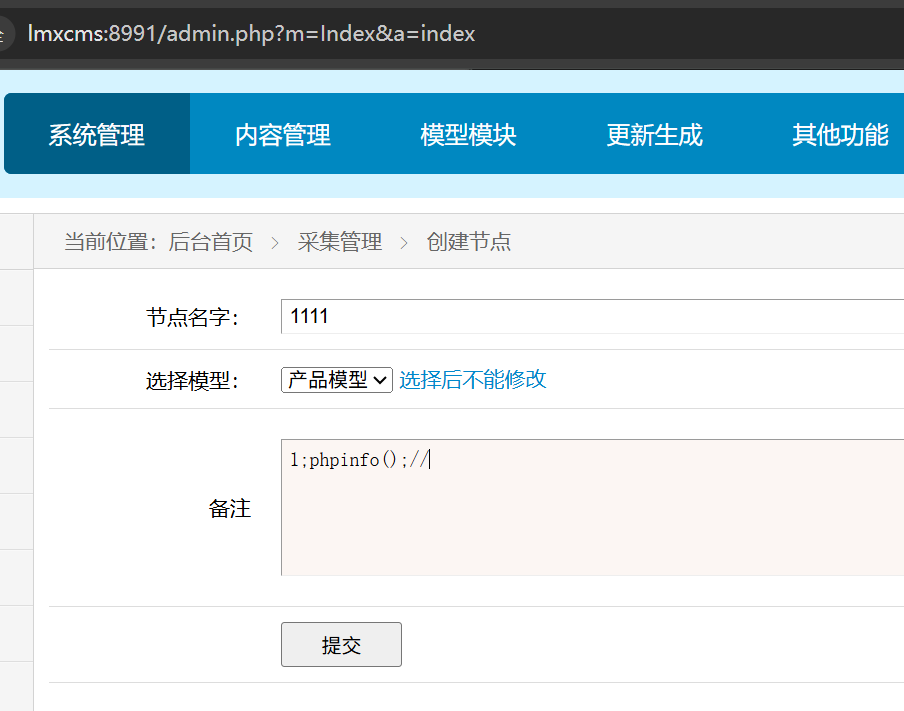 lmxcms:8991/admin.php?m=Index&a=index
系统管理 内容管理 模型模块 更新生成 其他功能
当前位置：后台首页 > 采集管理 > 创建节点
节点名字： 1111
选择模型： 产品模型 选择后不能修改
备注 1;phpinfo();//
提交